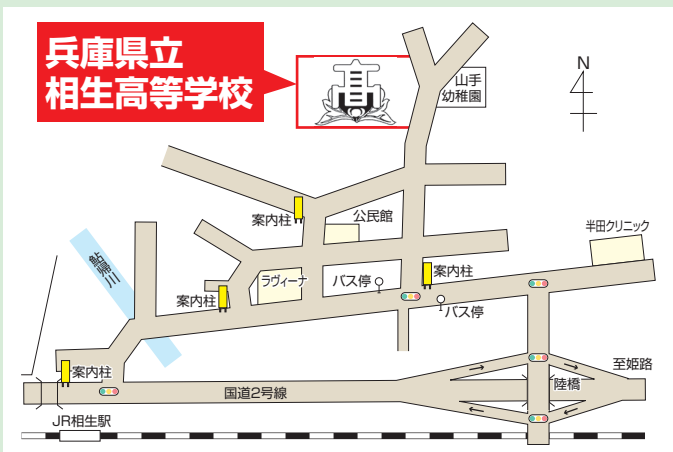 兵庫県立
相生高等学校
高
山手
幼稚園
N
案内柱
公民館
半田クリニック
鮎帰川
ラヴィーナ
バス停
案内柱
案内柱
バス停
案内柱
国道2号線
陸橋
至姫路
JR相生駅